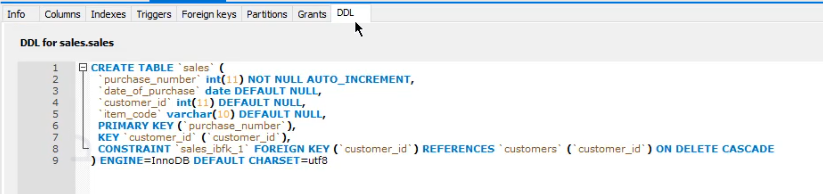 Info Columns Indexes Triggers Foreign keys Partitions Grants DDL
DDL for sales.sales
1 CREATE TABLE `sales` (
2 `purchase_number` int(11) NOT NULL AUTO_INCREMENT,
3 `date_of_purchase` date DEFAULT NULL,
4 `customer_id` int(11) DEFAULT NULL,
5 `item_code` varchar(10) DEFAULT NULL,
6 PRIMARY KEY (`purchase_number`),
7 KEY `customer_id` (`customer_id`),
8 CONSTRAINT `sales_ibfk_1` FOREIGN KEY (`customer_id`) REFERENCES `customers` (`customer_id`) ON DELETE CASCADE
9 ) ENGINE=InnoDB DEFAULT CHARSET=utf8